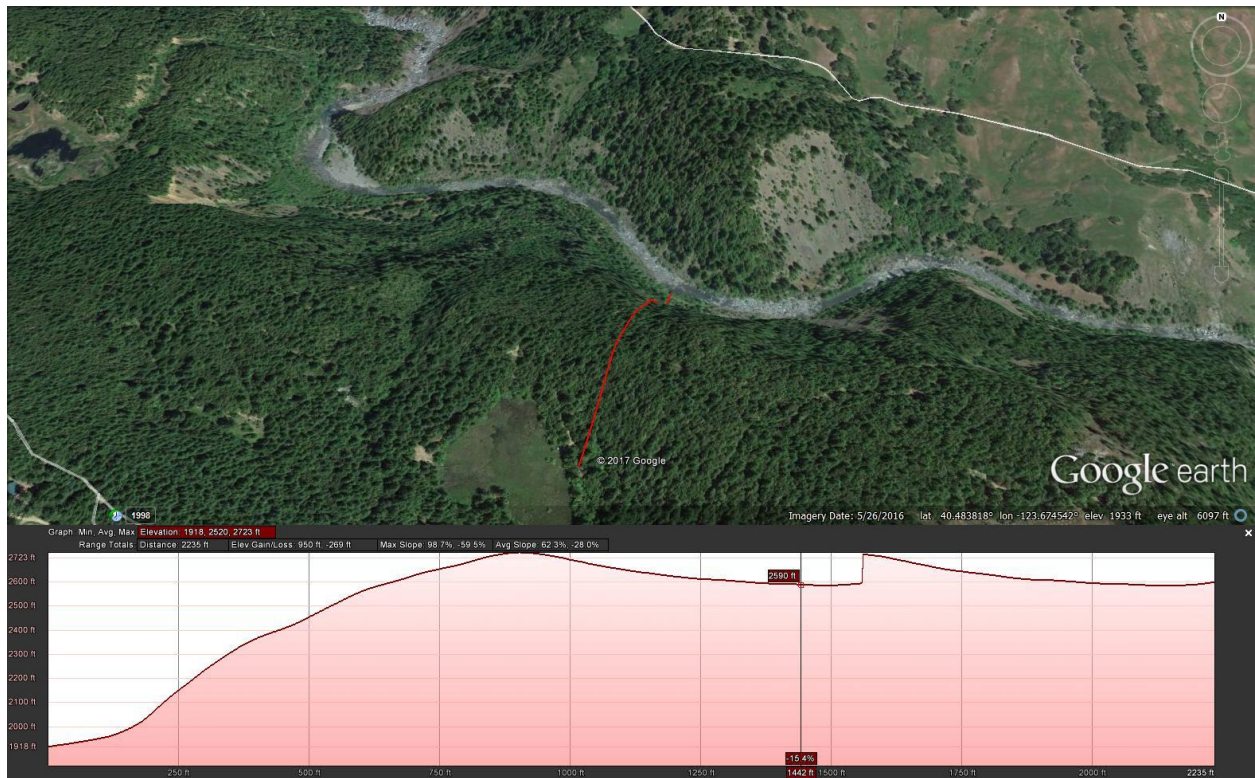 N
© 2017 Google
Google earth
1998
Imagery Date: 5/26/2016 lat 40.483818° lon -123.674542° elev 1933 ft eye alt 6097 ft
Graph: Min, Avg, Max Elevation: 1918, 2520, 2723 ft
Range Totals: Distance: 2235 ft Elev Gain/Loss: 950 ft, -269 ft Max Slope: 98.7%, -59.5% Avg Slope: 62.3%, -28.0%
2723 ft
2600 ft
2500 ft
2400 ft
2300 ft
2200 ft
2100 ft
2000 ft
1918 ft
2590 ft
-15.4%
250 ft 500 ft 750 ft 1000 ft 1250 ft 1442 ft 1500 ft 1750 ft 2000 ft 2235 ft